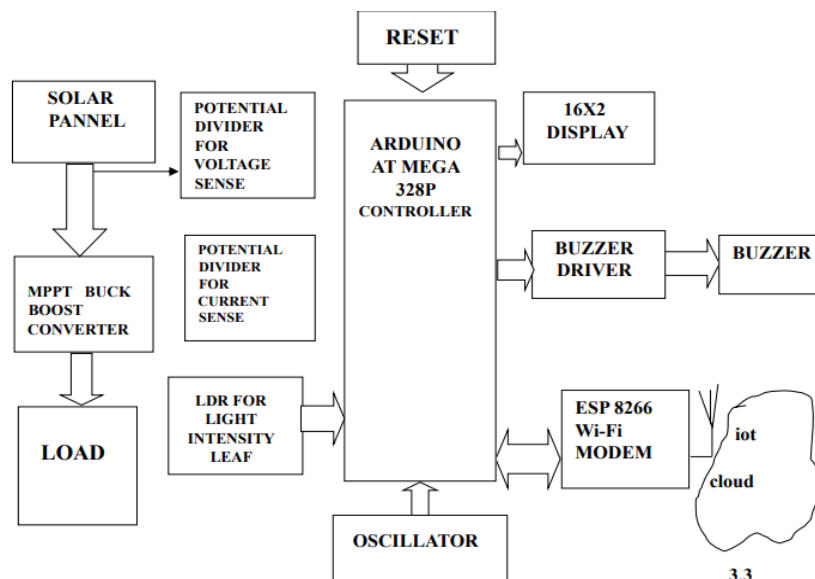 RESET
SOLAR
PANNEL
POTENTIAL
DIVIDER
FOR
VOLTAGE
SENSE
ARDUINO
AT MEGA
328P
CONTROLLER
16X2
DISPLAY
POTENTIAL
DIVIDER
FOR
CURRENT
SENSE
BUZZER
DRIVER
BUZZER
MPPT BUCK
BOOST
CONVERTER
LDR FOR
LIGHT
INTENSITY
LEAF
ESP 8266
Wi-Fi
MODEM
iot
cloud
LOAD
OSCILLATOR
3.3